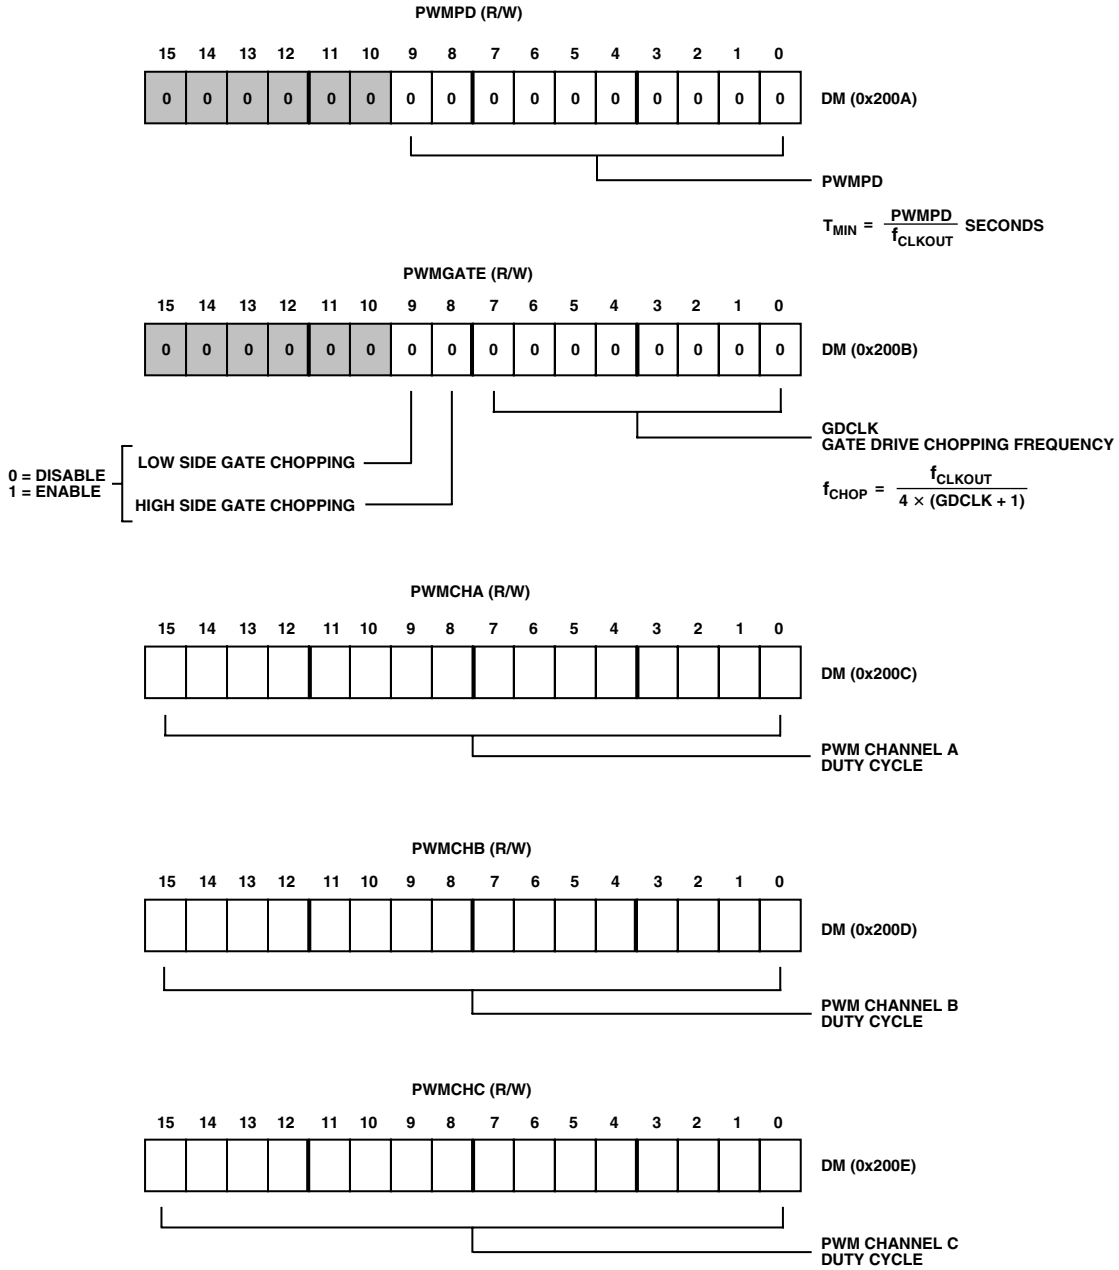 PWMPD (R/W)
15 14 13 12 11 10 9 8 7 6 5 4 3 2 1 0
0 0 0 0 0 0 0 0 0 0 0 0 0 0 0 0 DM (0x200A)
PWMPD
T_MIN = PWMPD / f_CLKOUT SECONDS
PWMGATE (R/W)
15 14 13 12 11 10 9 8 7 6 5 4 3 2 1 0
0 0 0 0 0 0 0 0 0 0 0 0 0 0 0 0 DM (0x200B)
GDCLK
GATE DRIVE CHOPPING FREQUENCY
f_CHOP = f_CLKOUT / 4 × (GDCLK + 1)
0 = DISABLE
1 = ENABLE
LOW SIDE GATE CHOPPING
HIGH SIDE GATE CHOPPING
PWMCHA (R/W)
15 14 13 12 11 10 9 8 7 6 5 4 3 2 1 0
DM (0x200C)
PWM CHANNEL A
DUTY CYCLE
PWMCHB (R/W)
15 14 13 12 11 10 9 8 7 6 5 4 3 2 1 0
DM (0x200D)
PWM CHANNEL B
DUTY CYCLE
PWMCHC (R/W)
15 14 13 12 11 10 9 8 7 6 5 4 3 2 1 0
DM (0x200E)
PWM CHANNEL C
DUTY CYCLE